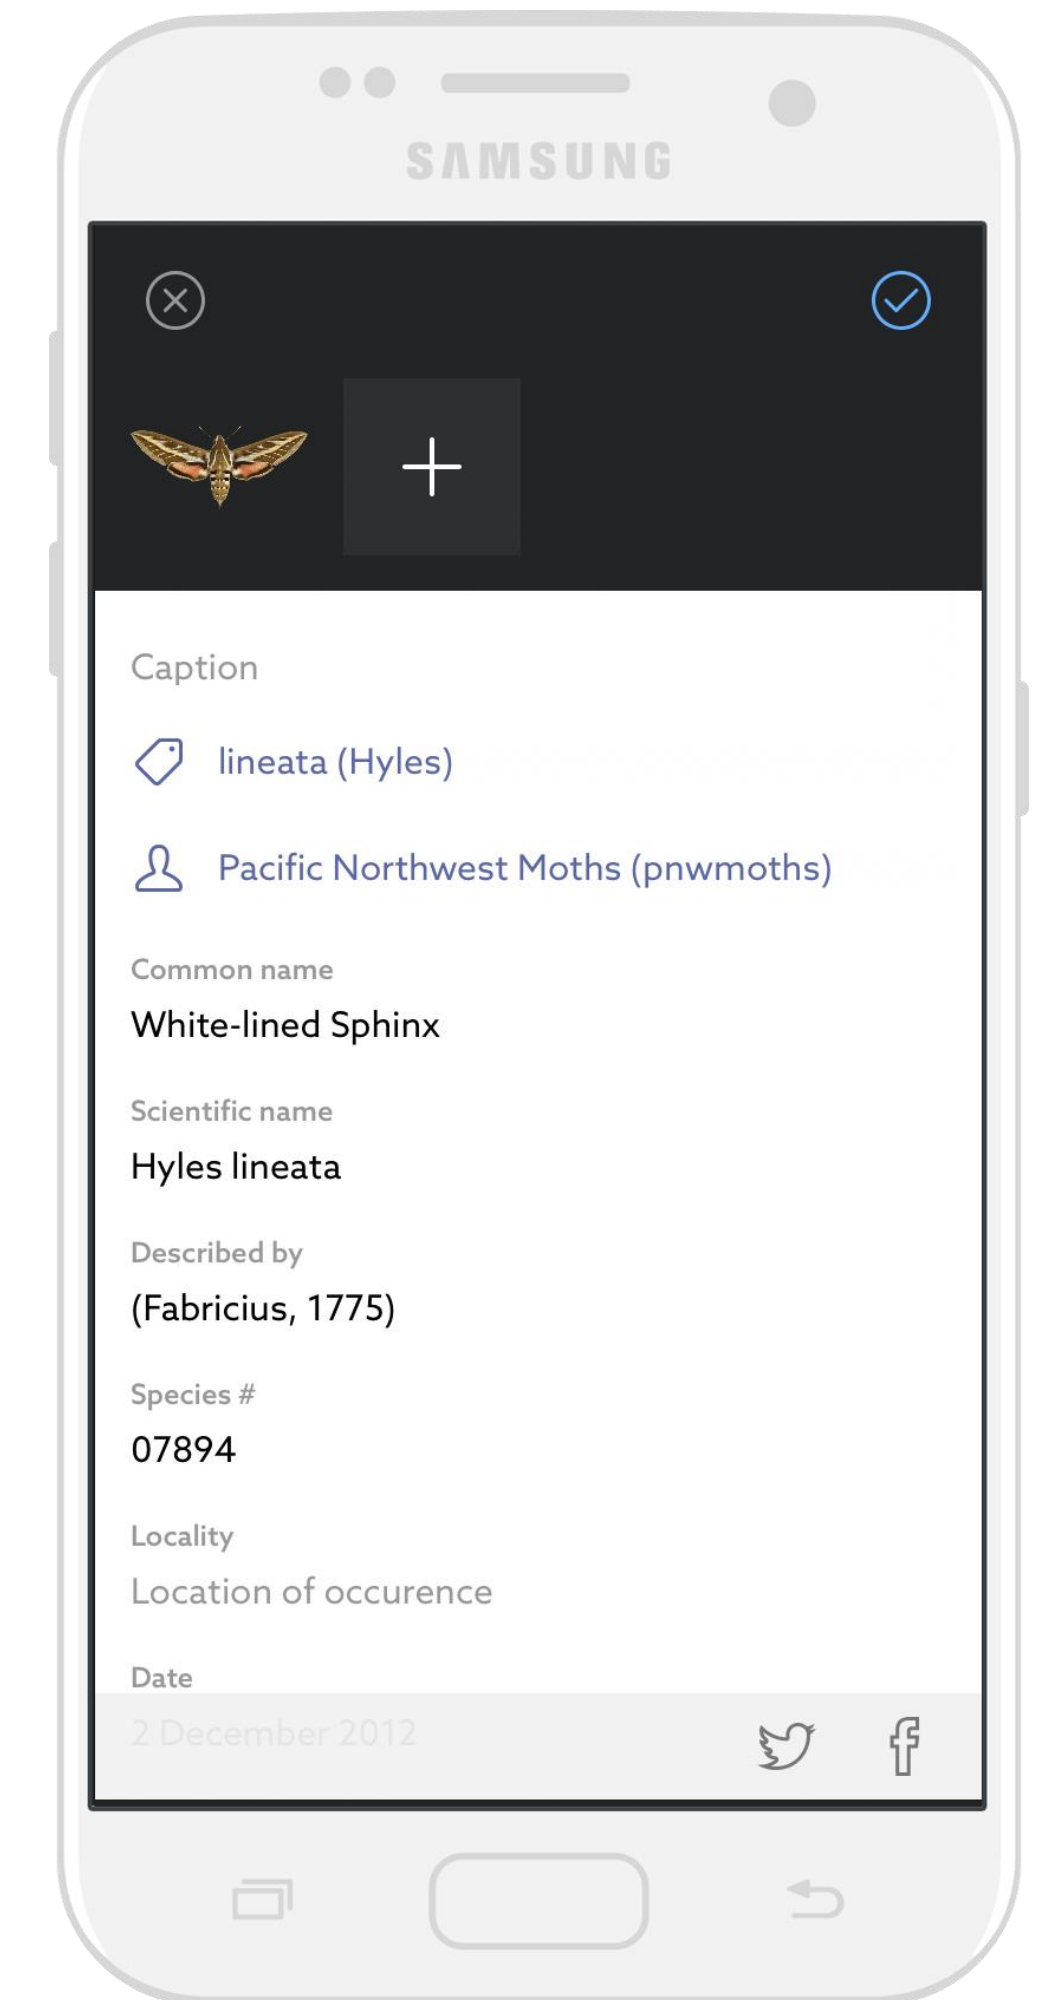 SAMSUNG
Caption
lineata (Hyles)
Pacific Northwest Moths (pnwmoths)
Common name
White-lined Sphinx
Scientific name
Hyles lineata
Described by
(Fabricius, 1775)
Species #
07894
Locality
Location of occurence
Date
2 December 2012